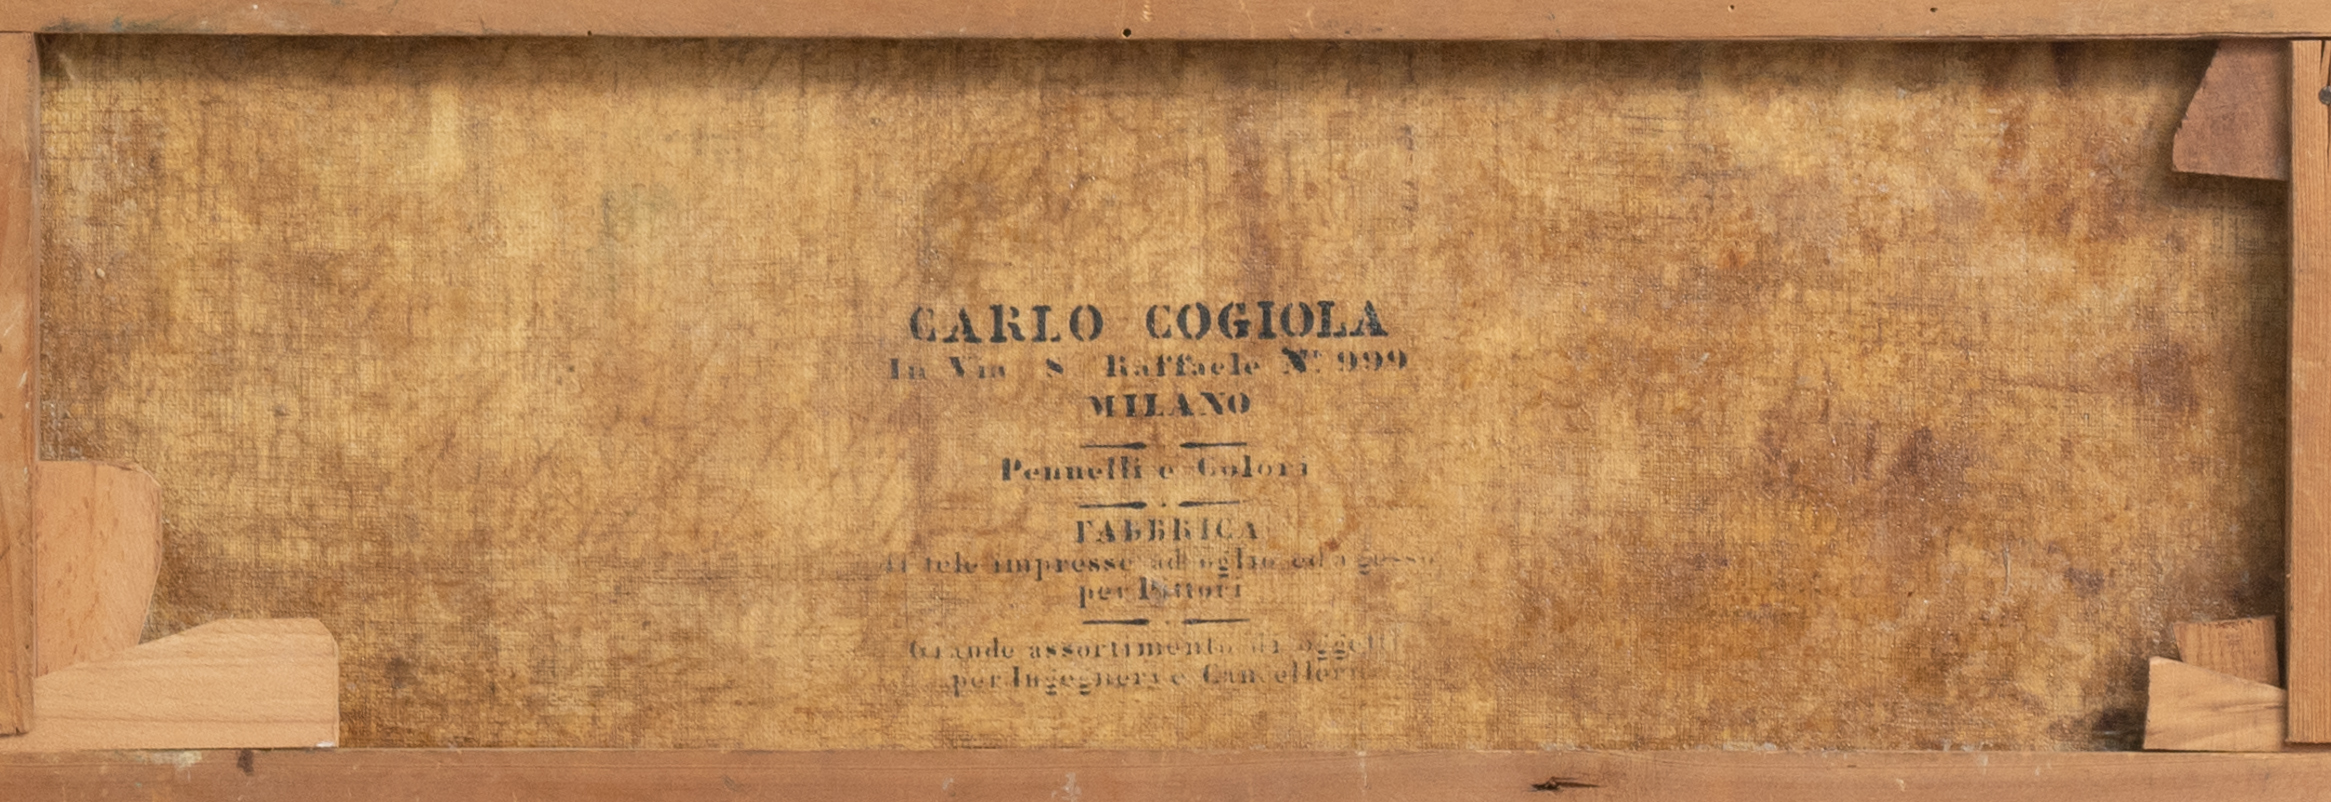 CARLO COGIOLA
In Via S Raffaele N.° 999
MILANO
Pennelli e Colori
FABBRICA
di tele impresse ad oglio ed a gesso
per Pittori
Grande assortimento di oggetti
per Ingegneri e Cancelleria